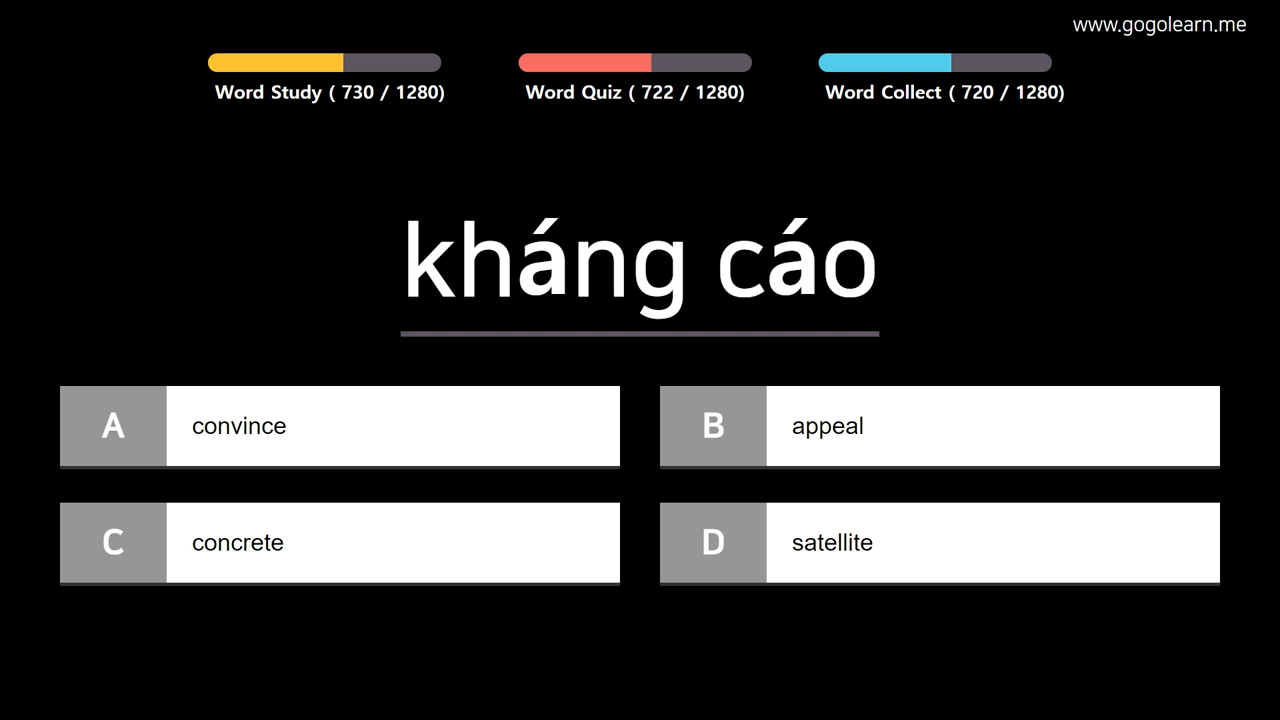 www.gogolearn.me
Word Study ( 730 / 1280)
Word Quiz ( 722 / 1280)
Word Collect ( 720 / 1280)
kháng cáo
A convince
B appeal
C concrete
D satellite